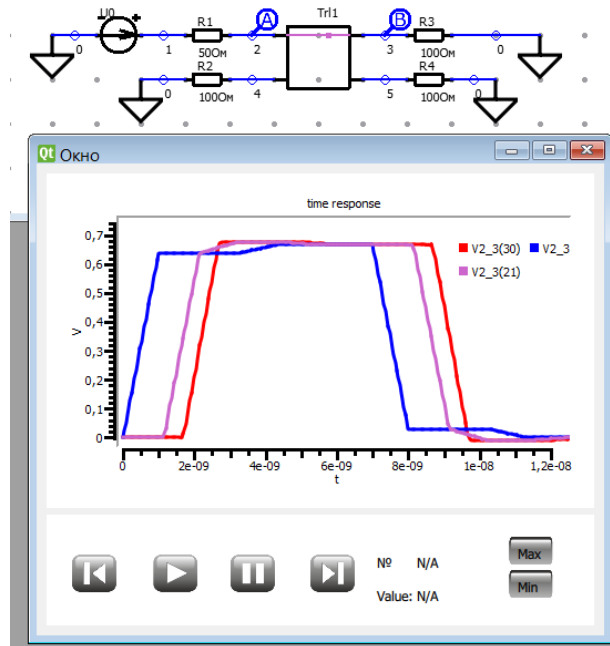 U0 R1 A Trl1 B R3
0 1 50Ом 2 3 100Ом 0
R2 R4
0 100Ом 4 5 100Ом 0
Qt Окно
time response
0,7
0,6
0,5
0,4
0,3
0,2
0,1
0
V
V2_3(30) V2_3
V2_3(21)
0 2e-09 4e-09 6e-09 8e-09 1e-08 1,2e-08
t
Nº N/A
Value: N/A
Max
Min